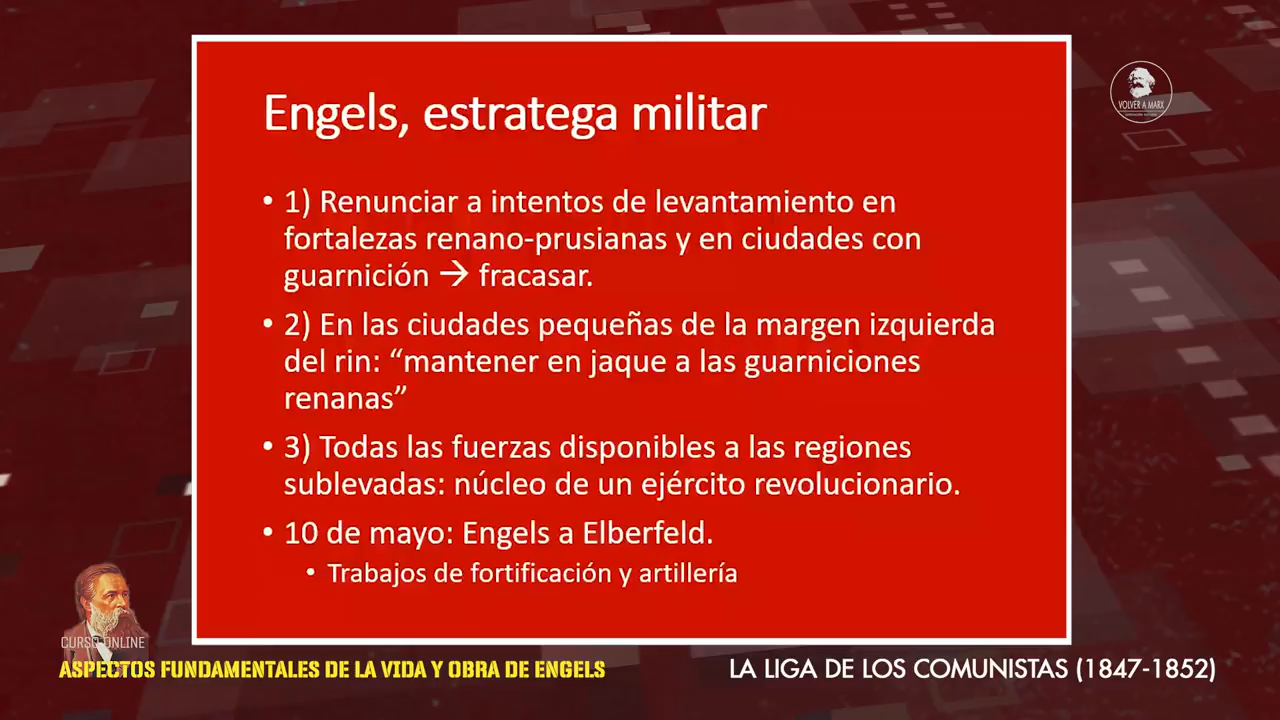 Engels, estratega militar
• 1) Renunciar a intentos de levantamiento en
fortalezas renano-prusianas y en ciudades con
guarnición → fracasar.
• 2) En las ciudades pequeñas de la margen izquierda
del rin: “mantener en jaque a las guarniciones
renanas”
• 3) Todas las fuerzas disponibles a las regiones
sublevadas: núcleo de un ejército revolucionario.
• 10 de mayo: Engels a Elberfeld.
• Trabajos de fortificación y artillería
VOLVER A MARX
CURSO ONLINE
ASPECTOS FUNDAMENTALES DE LA VIDA Y OBRA DE ENGELS
LA LIGA DE LOS COMUNISTAS (1847-1852)